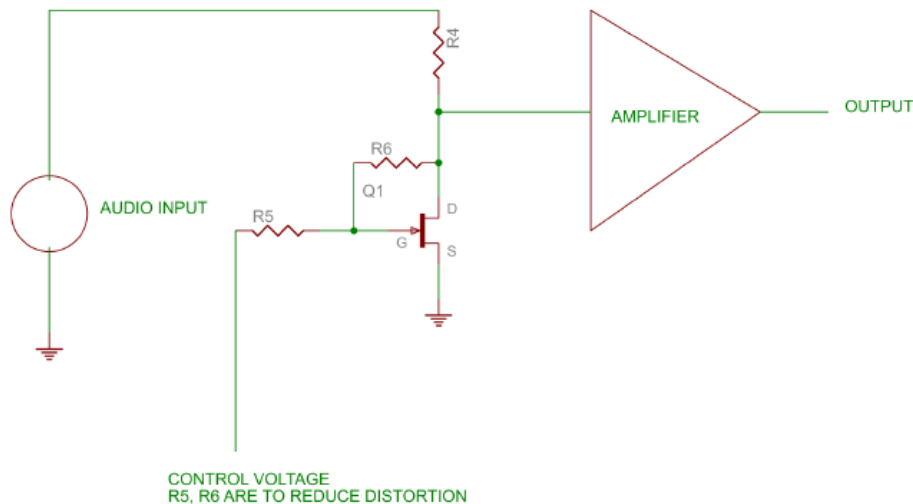 R4
AMPLIFIER
OUTPUT
R6
Q1
AUDIO INPUT
R5
D
G
S
CONTROL VOLTAGE
R5, R6 ARE TO REDUCE DISTORTION